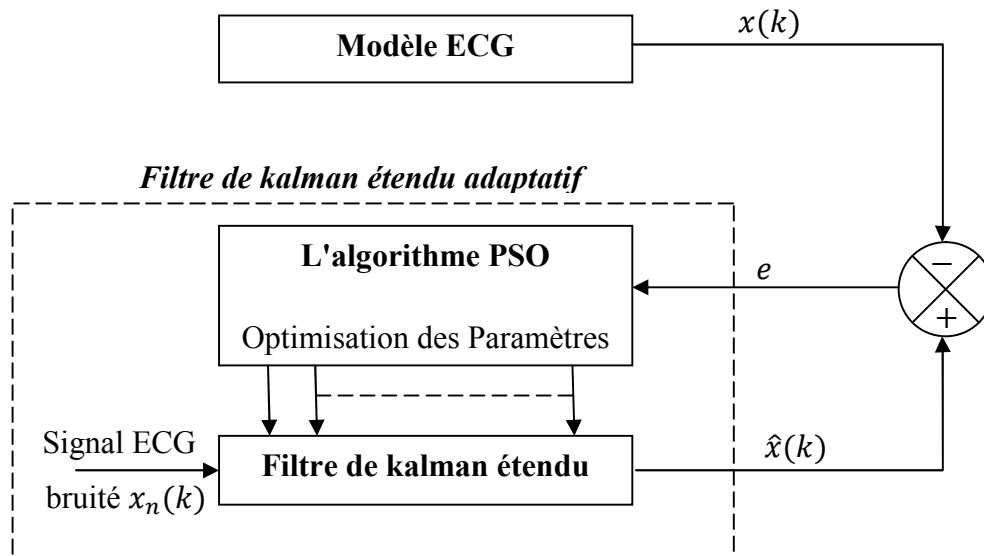 Modèle ECG
x(k)
Filtre de kalman étendu adaptatif
L'algorithme PSO
Optimisation des Paramètres
e
−
+
Signal ECG
bruité xₙ(k)
Filtre de kalman étendu
x̂(k)